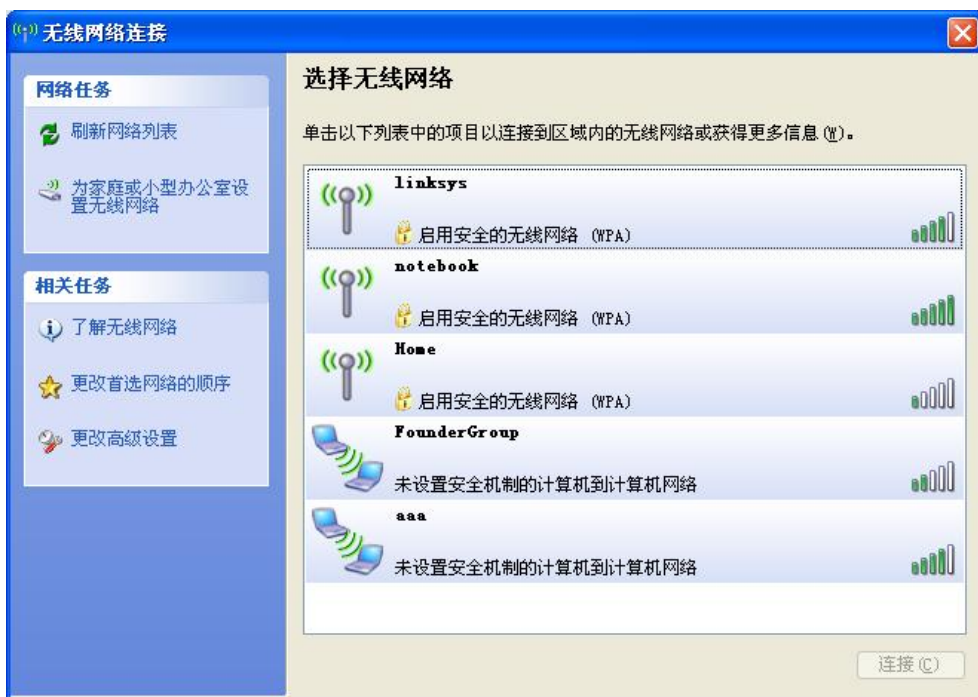 无线网络连接
网络任务
刷新网络列表
为家庭或小型办公室设
置无线网络
相关任务
了解无线网络
更改首选网络的顺序
更改高级设置
选择无线网络
单击以下列表中的项目以连接到区域内的无线网络或获得更多信息(W)。
linksys
启用安全的无线网络 (WPA)
notebook
启用安全的无线网络 (WPA)
Home
启用安全的无线网络 (WPA)
FounderGroup
未设置安全机制的计算机到计算机网络
aaa
未设置安全机制的计算机到计算机网络
连接(C)